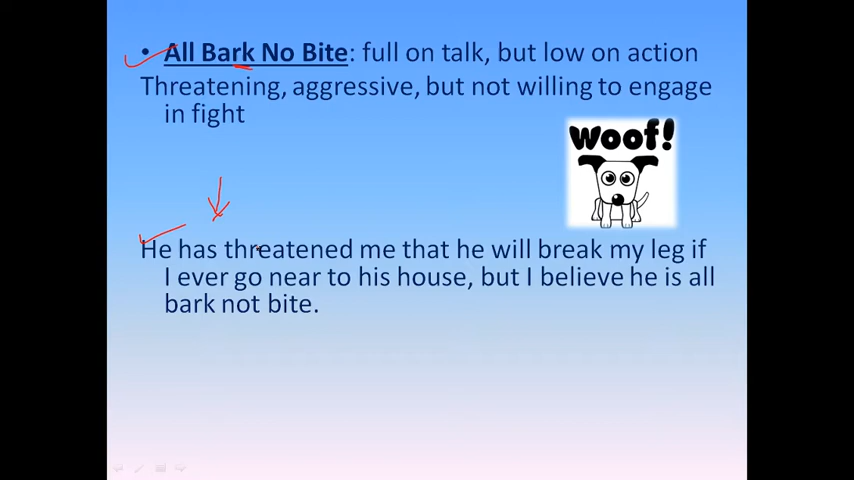 • All Bark No Bite: full on talk, but low on action
Threatening, aggressive, but not willing to engage
in fight
Woof!
He has threatened me that he will break my leg if
I ever go near to his house, but I believe he is all
bark not bite.